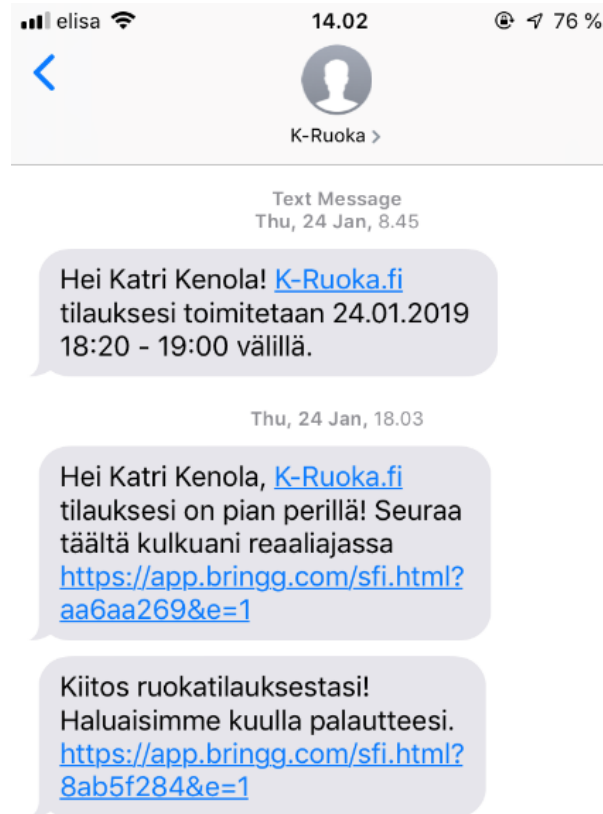 elisa 14.02 76 %
K-Ruoka >
Text Message
Thu, 24 Jan, 8.45
Hei Katri Kenola! K-Ruoka.fi
tilauksesi toimitetaan 24.01.2019
18:20 - 19:00 välillä.
Thu, 24 Jan, 18.03
Hei Katri Kenola, K-Ruoka.fi
tilauksesi on pian perillä! Seuraa
täältä kulkuani reaaliajassa
https://app.bringg.com/sfi.html?
aa6aa269&e=1
Kiitos ruokatilauksestasi!
Haluaisimme kuulla palautteesi.
https://app.bringg.com/sfi.html?
8ab5f284&e=1